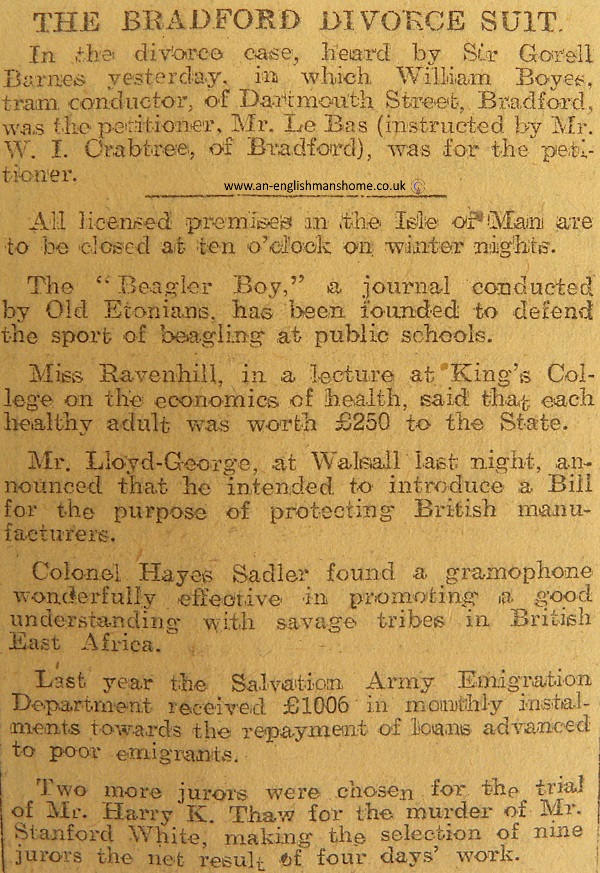 THE BRADFORD DIVORCE SUIT.
In the divorce case, heard by Sir Gorell
Barnes yesterday, in which William Boyes,
tram conductor, of Dartmouth Street, Bradford,
was the petitioner, Mr. Le Bas (instructed by Mr.
W. I. Crabtree, of Bradford), was for the peti-
tioner.
www.an-englishmanshome.co.uk
All licensed premises in the Isle of Man are
to be closed at ten o'clock on winter nights.
The "Beagler Boy," a journal conducted
by Old Etonians, has been founded to defend
the sport of beagling at public schools.
Miss Ravenhill, in a lecture at King's Col-
lege on the economics of health, said that each
healthy adult was worth £250 to the State.
Mr. Lloyd-George, at Walsall last night, an-
nounced that he intended to introduce a Bill
for the purpose of protecting British manu-
facturers.
Colonel Hayes Sadler found a gramophone
wonderfully effective in promoting a good
understanding with savage tribes in British
East Africa.
Last year the Salvation Army Emigration
Department received £1006 in monthly instal-
ments towards the repayment of loans advanced
to poor emigrants.
Two more jurors were chosen for the trial
of Mr. Harry K. Thaw for the murder of Mr.
Stanford White, making the selection of nine
jurors the net result of four days' work.